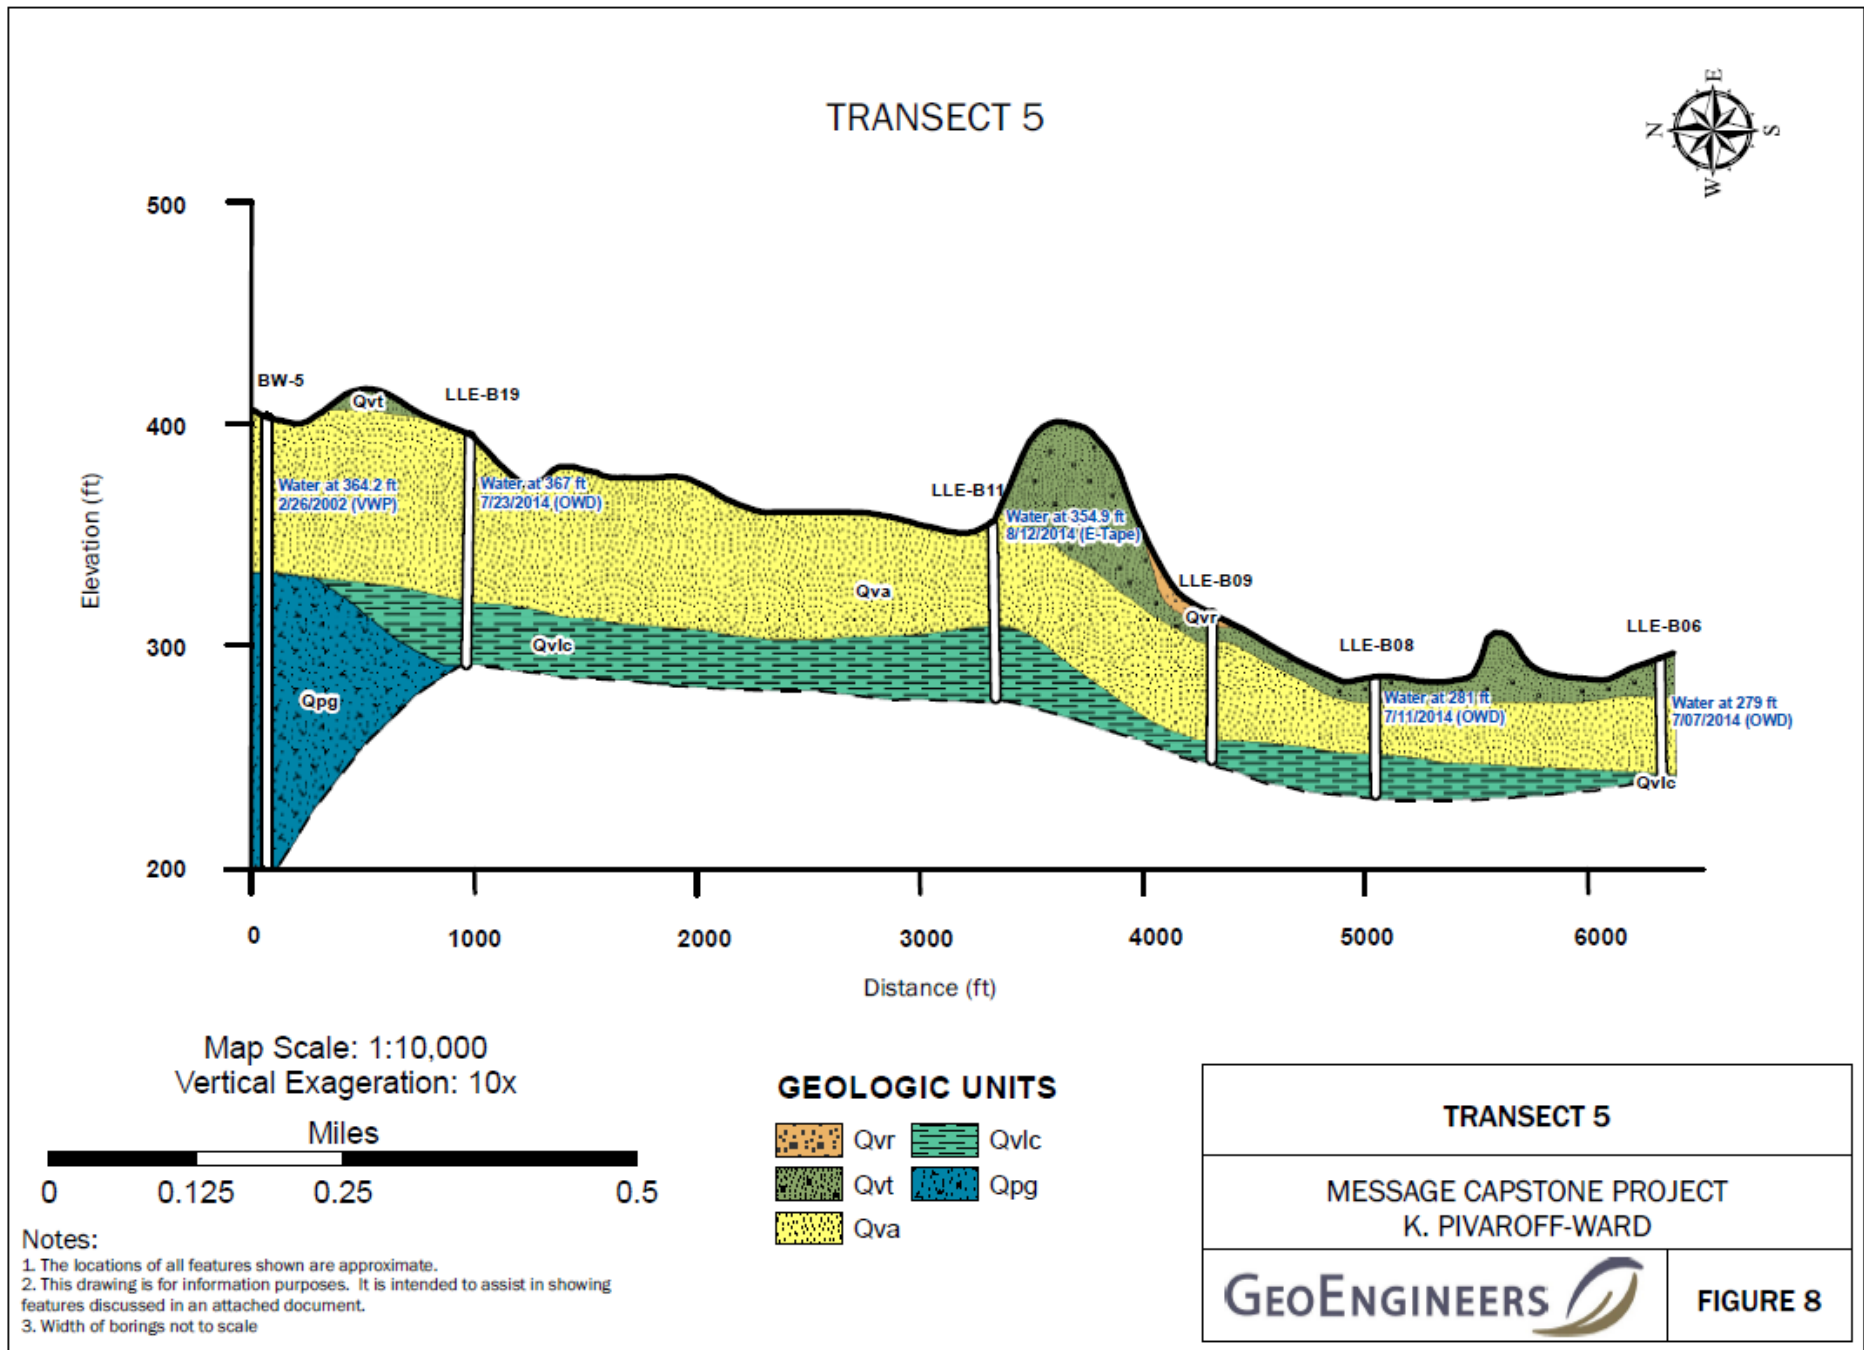 TRANSECT 5
N
E
S
W
500
400
300
200
Elevation (ft)
BW-5
Qvt
LLE-B19
LLE-B11
LLE-B09
LLE-B08
LLE-B06
Water at 364.2 ft
2/26/2002 (VWP)
Water at 367 ft
7/23/2014 (OWD)
Water at 354.9 ft
8/12/2014 (E-Tape)
Water at 281 ft
7/11/2014 (OWD)
Water at 279 ft
7/07/2014 (OWD)
Qva
Qvr
Qvlc
Qpg
Qvlc
0
1000
2000
3000
4000
5000
6000
Distance (ft)
Map Scale: 1:10,000
Vertical Exageration: 10x
Miles
0 0.125 0.25 0.5
Notes:
1. The locations of all features shown are approximate.
2. This drawing is for information purposes. It is intended to assist in showing
features discussed in an attached document.
3. Width of borings not to scale
GEOLOGIC UNITS
Qvr Qvlc
Qvt Qpg
Qva
TRANSECT 5
MESSAGE CAPSTONE PROJECT
K. PIVAROFF-WARD
GEOENGINEERS
FIGURE 8